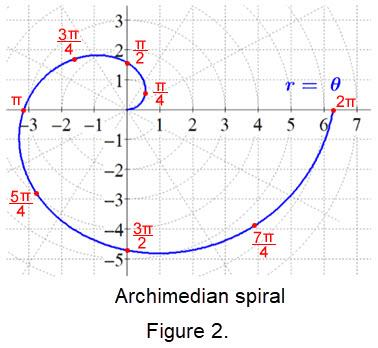 3
3π/4
2
π/2
1
π/4
r = θ
π
2π
−3 −2 −1 1 2 3 4 5 6 7
−1
−2
5π/4
−3
3π/2
−4
7π/4
−5
Archimedian spiral
Figure 2.